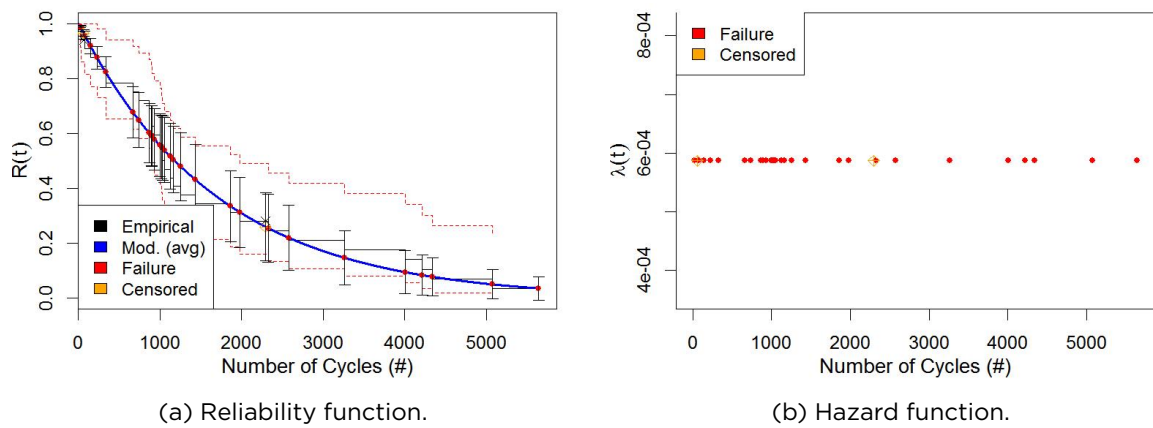 1.0
0.8
0.6
0.4
0.2
0.0
R(t)
Empirical
Mod. (avg)
Failure
Censored
0 1000 2000 3000 4000 5000
Number of Cycles (#)
(a) Reliability function.
8e-04
6e-04
4e-04
λ(t)
Failure
Censored
0 1000 2000 3000 4000 5000
Number of Cycles (#)
(b) Hazard function.